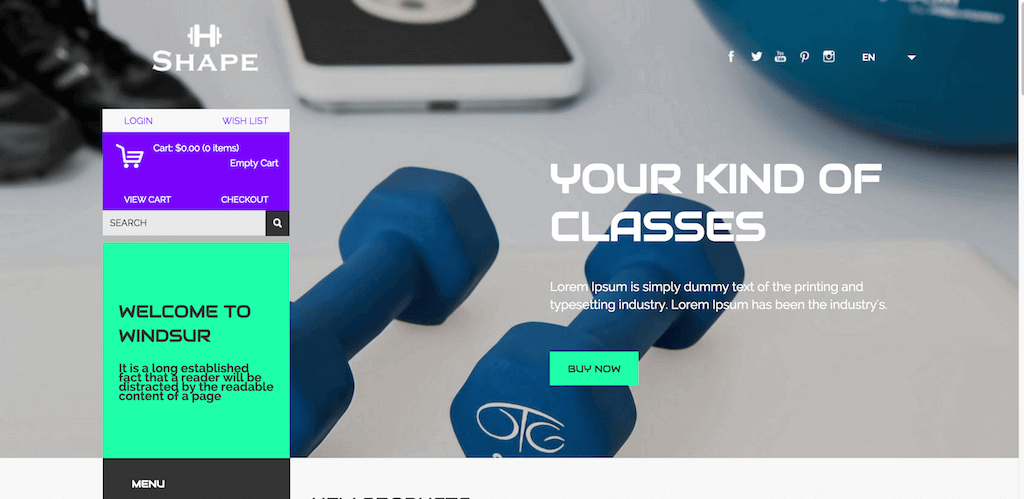 H
SHAPE
EN
LOGIN
WISH LIST
Cart: $0.00 (0 items)
Empty Cart
VIEW CART
CHECKOUT
SEARCH
YOUR KIND OF
CLASSES
Lorem Ipsum is simply dummy text of the printing and
typesetting industry. Lorem Ipsum has been the industry's.
BUY NOW
WELCOME TO
WINDSUR
It is a long established
fact that a reader will be
distracted by the readable
content of a page
OTG
MENU
NEW PRODUCTS